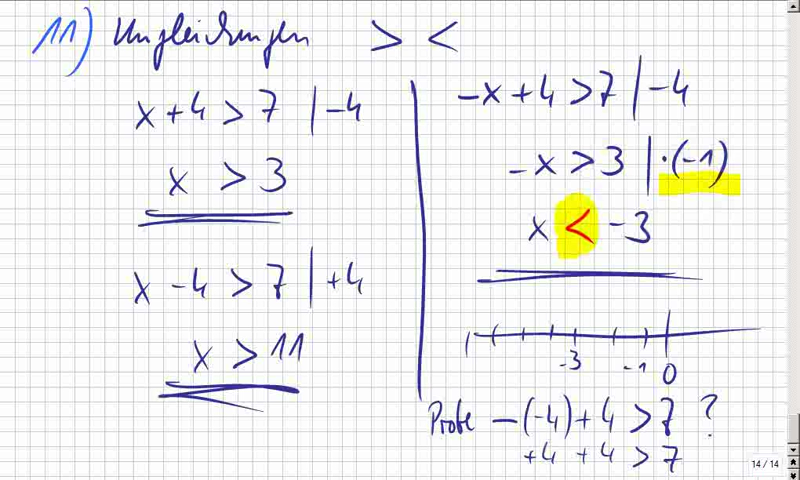 11) Ungleichungen > <
x + 4 > 7 | -4
x > 3
x - 4 > 7 | +4
x > 11
-x + 4 > 7 | -4
-x > 3 | ·(-1)
x < -3
-3 -1 0
Probe -(-4) + 4 > 7 ?
+4 + 4 > 7
14 / 14